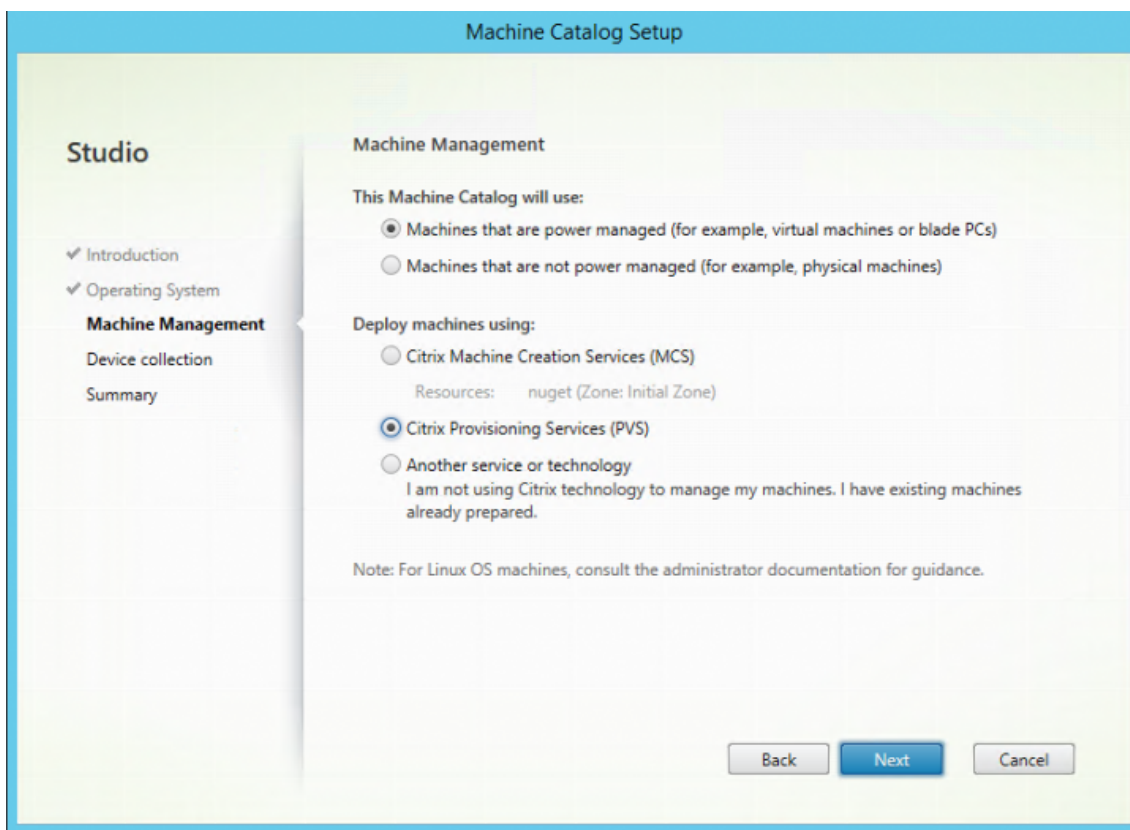 Machine Catalog Setup
Studio
✔ Introduction
✔ Operating System
Machine Management
Device collection
Summary
Machine Management
This Machine Catalog will use:
Machines that are power managed (for example, virtual machines or blade PCs)
Machines that are not power managed (for example, physical machines)
Deploy machines using:
Citrix Machine Creation Services (MCS)
Resources: nuget (Zone: Initial Zone)
Citrix Provisioning Services (PVS)
Another service or technology
I am not using Citrix technology to manage my machines. I have existing machines
already prepared.
Note: For Linux OS machines, consult the administrator documentation for guidance.
Back Next Cancel